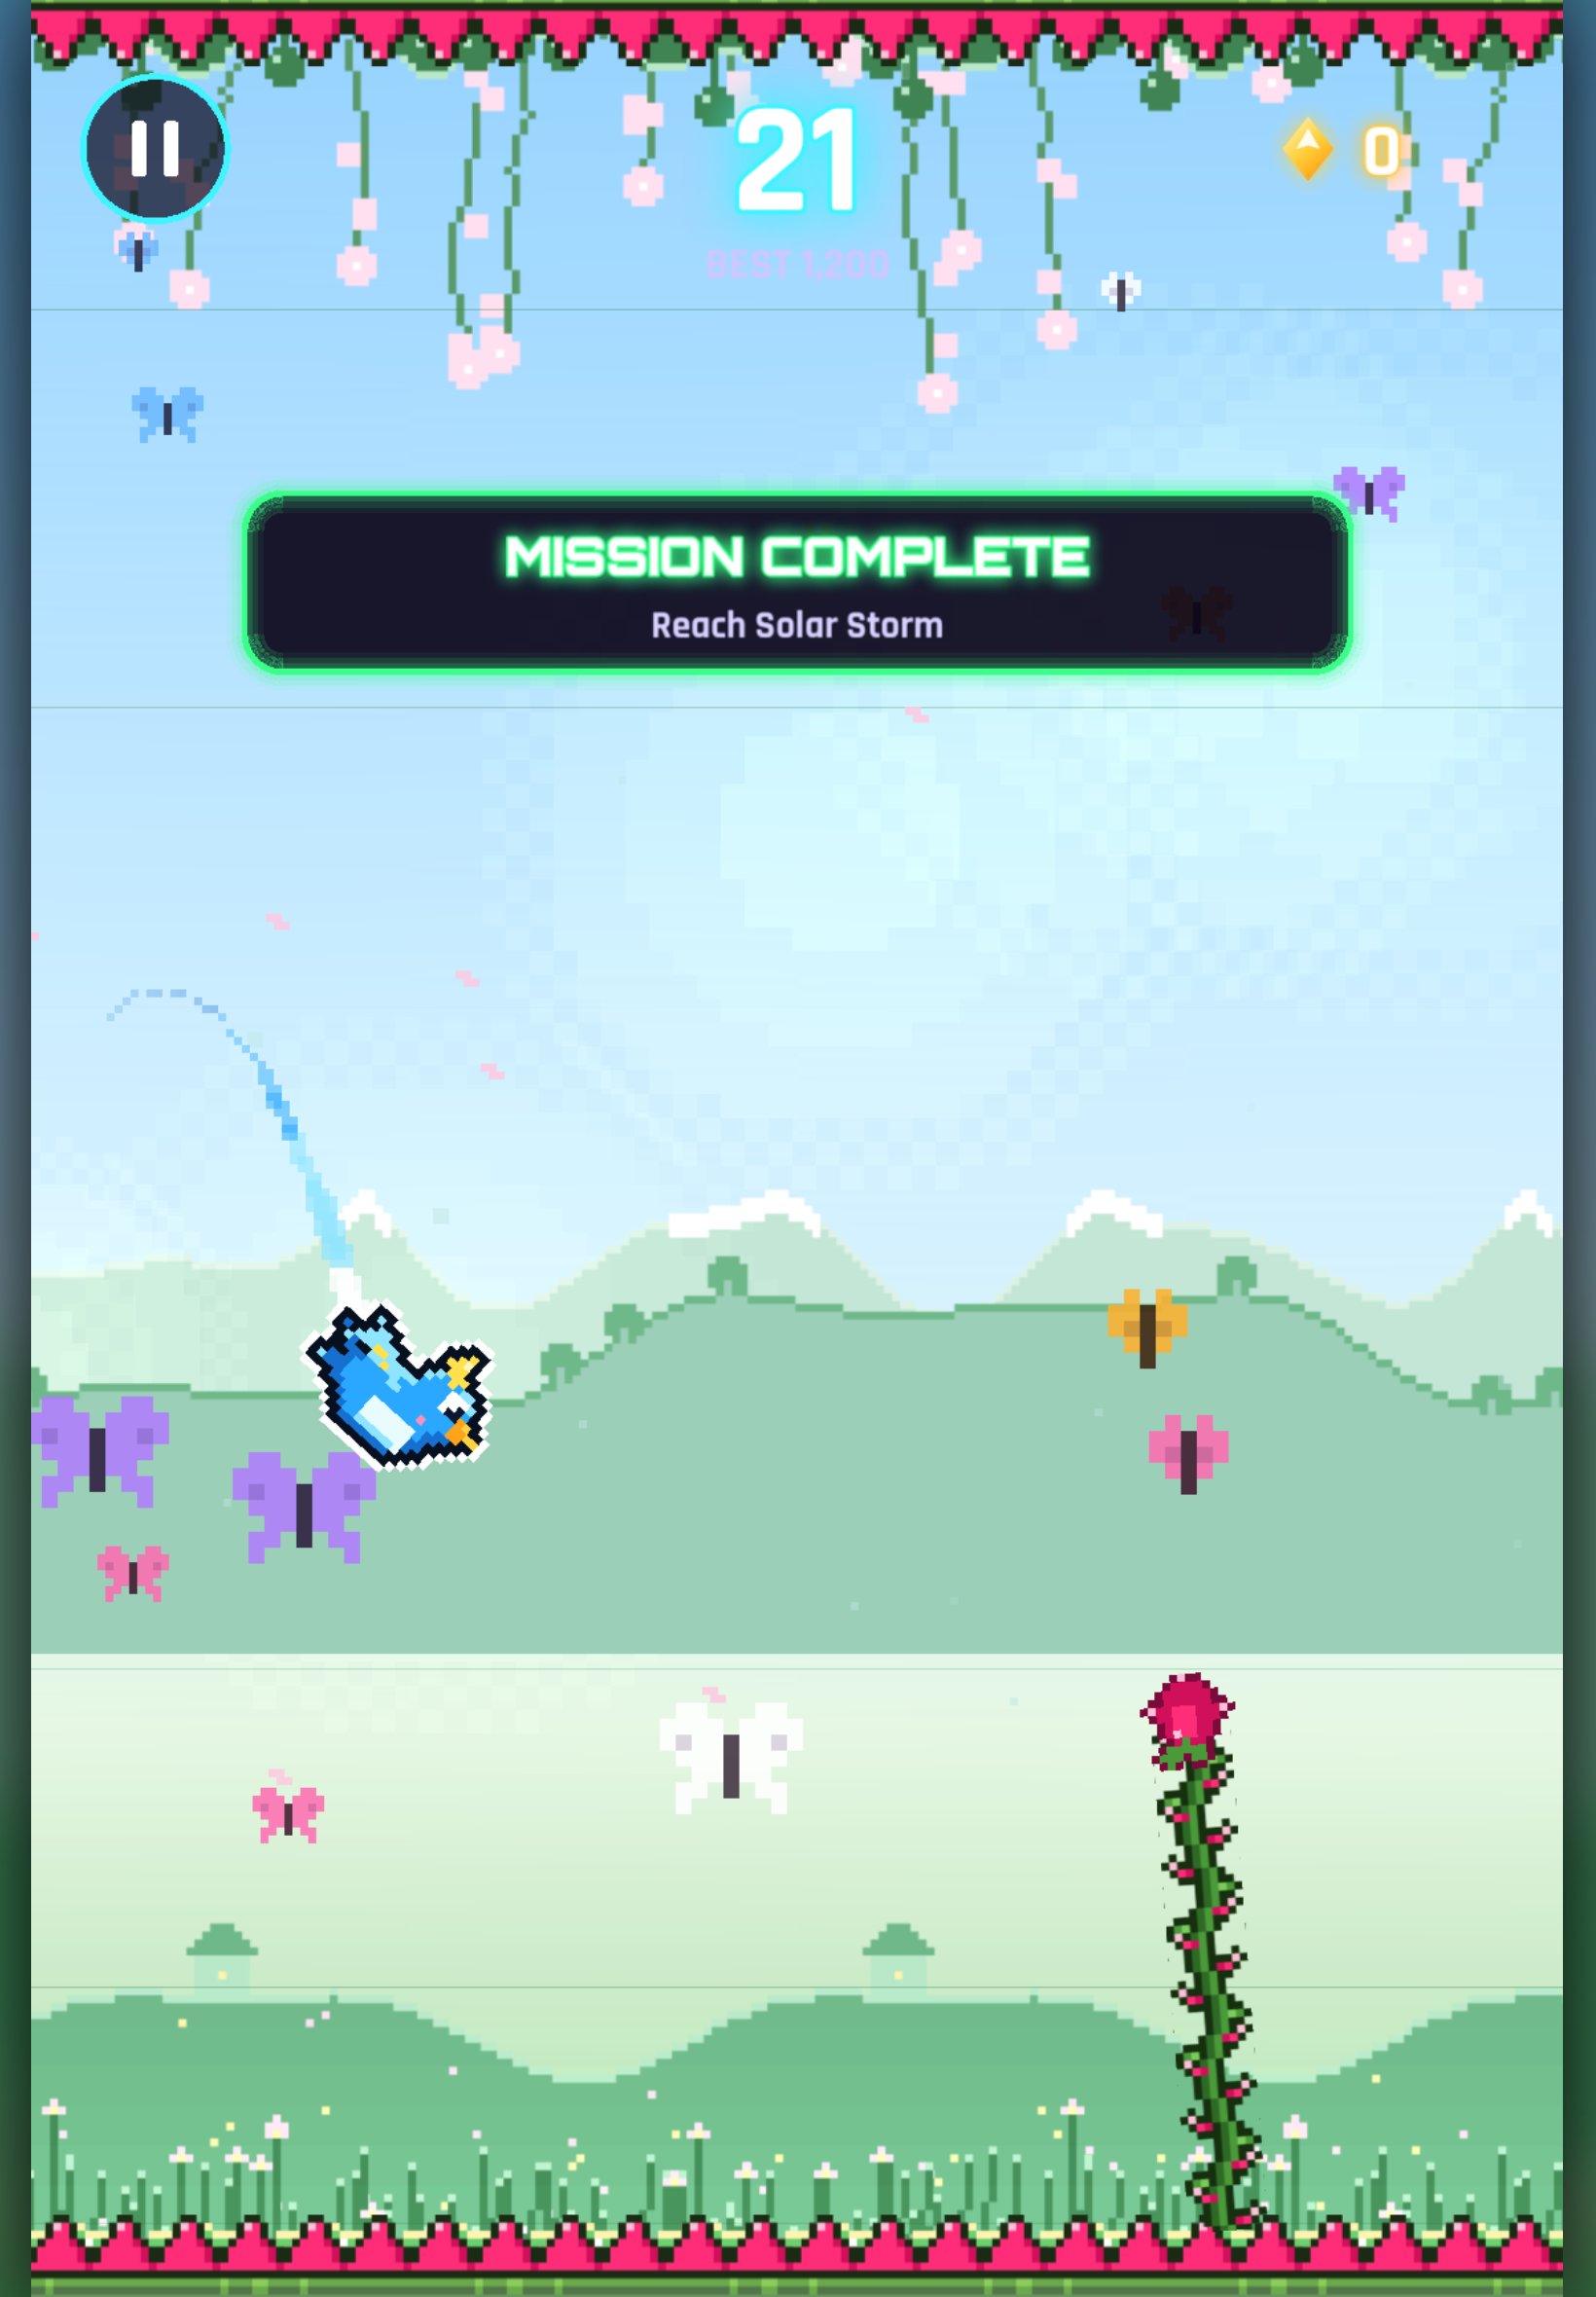 21
0
BEST 1,200
MISSION COMPLETE
Reach Solar Storm